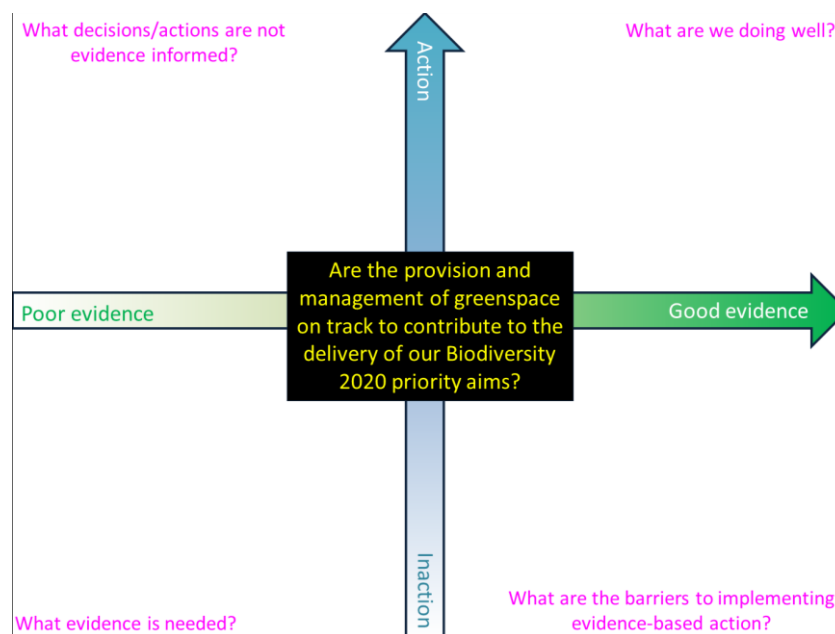 What decisions/actions are not
evidence informed?
What are we doing well?
Action
Are the provision and
management of greenspace
on track to contribute to the
delivery of our Biodiversity
2020 priority aims?
Poor evidence
Good evidence
Inaction
What evidence is needed?
What are the barriers to implementing
evidence-based action?